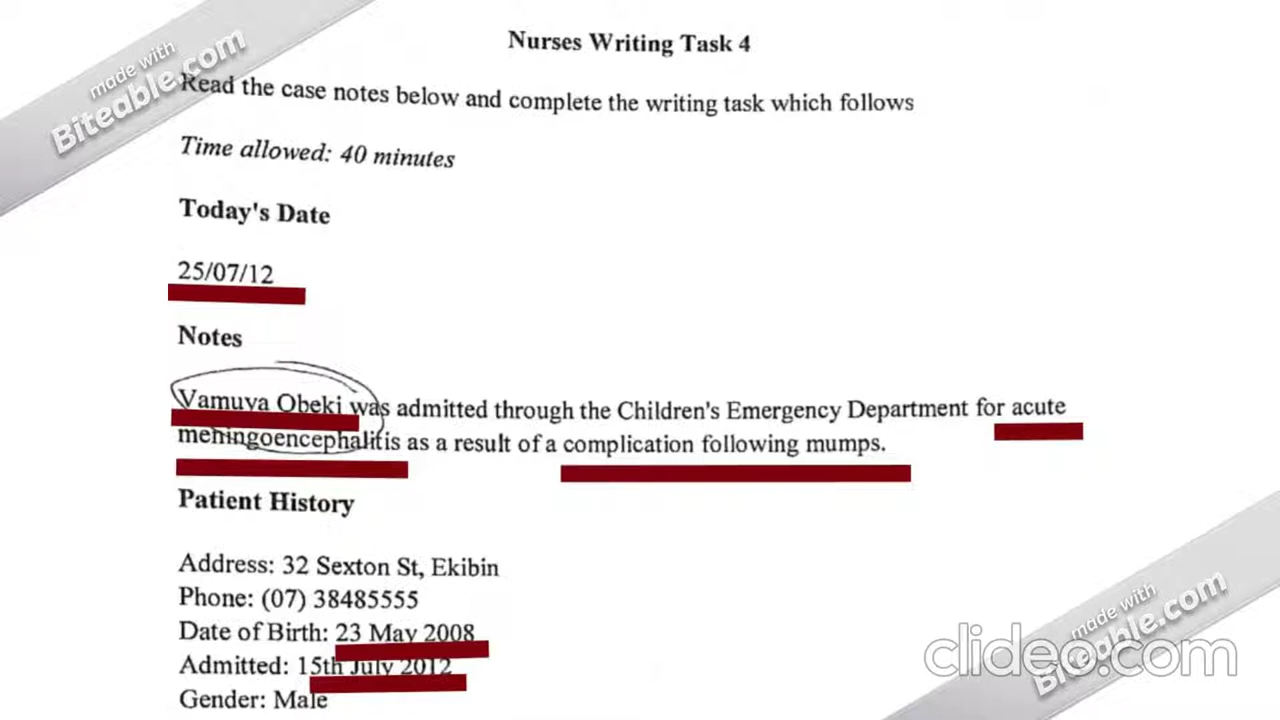 Nurses Writing Task 4
made with
Biteable.com
Read the case notes below and complete the writing task which follows
Time allowed: 40 minutes
Today's Date
25/07/12
Notes
Vamuya Obeki was admitted through the Children's Emergency Department for acute
meningoencephalitis as a result of a complication following mumps.
Patient History
Address: 32 Sexton St, Ekibin
Phone: (07) 38485555
Date of Birth: 23 May 2008
Admitted: 15th July 2012
Gender: Male
made with
Biteable.com
clideo.com